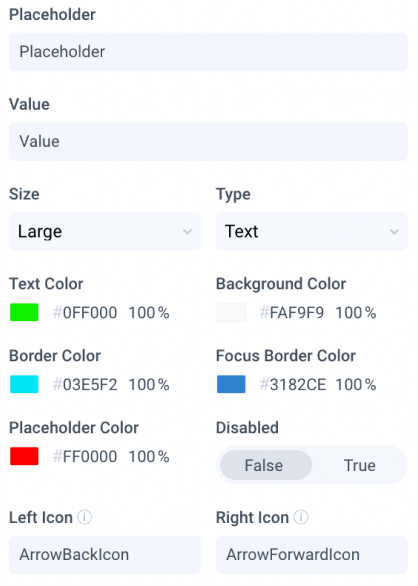 Placeholder
Placeholder
Value
Value
Size Type
Large Text
Text Color Background Color
#0FF000 100% #FAF9F9 100%
Border Color Focus Border Color
#03E5F2 100% #3182CE 100%
Placeholder Color Disabled
#FF0000 100% False True
Left Icon Right Icon
ArrowBackIcon ArrowForwardIcon